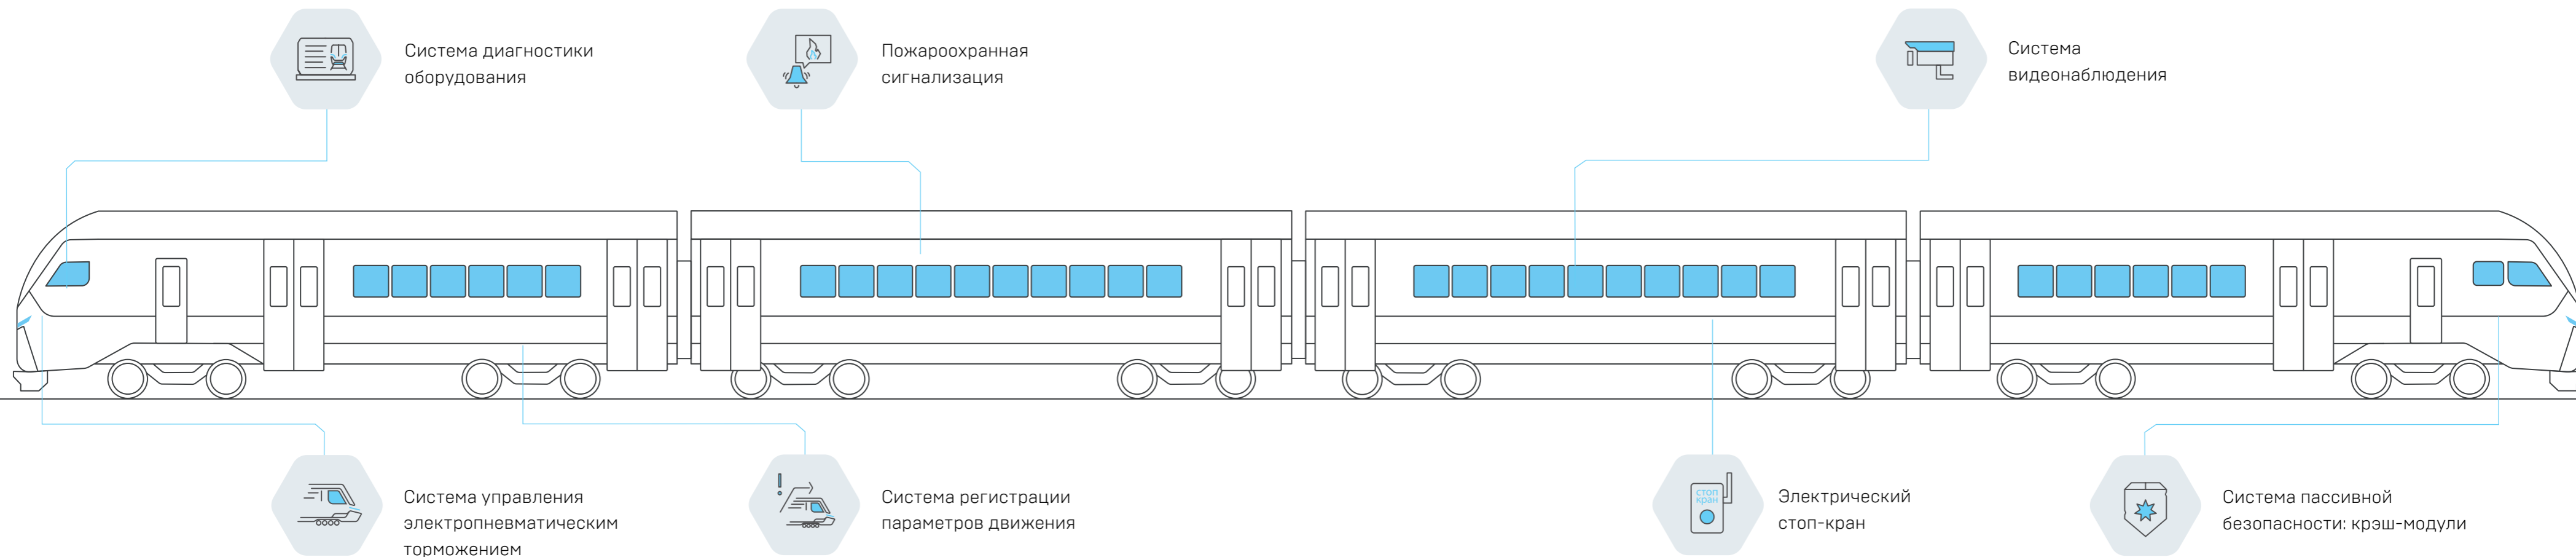 Система диагностики
оборудования
Пожароохранная
сигнализация
Система
видеонаблюдения
Система управления
электропневматическим
торможением
Система регистрации
параметров движения
стоп
кран
Электрический
стоп-кран
Система пассивной
безопасности: крэш-модули